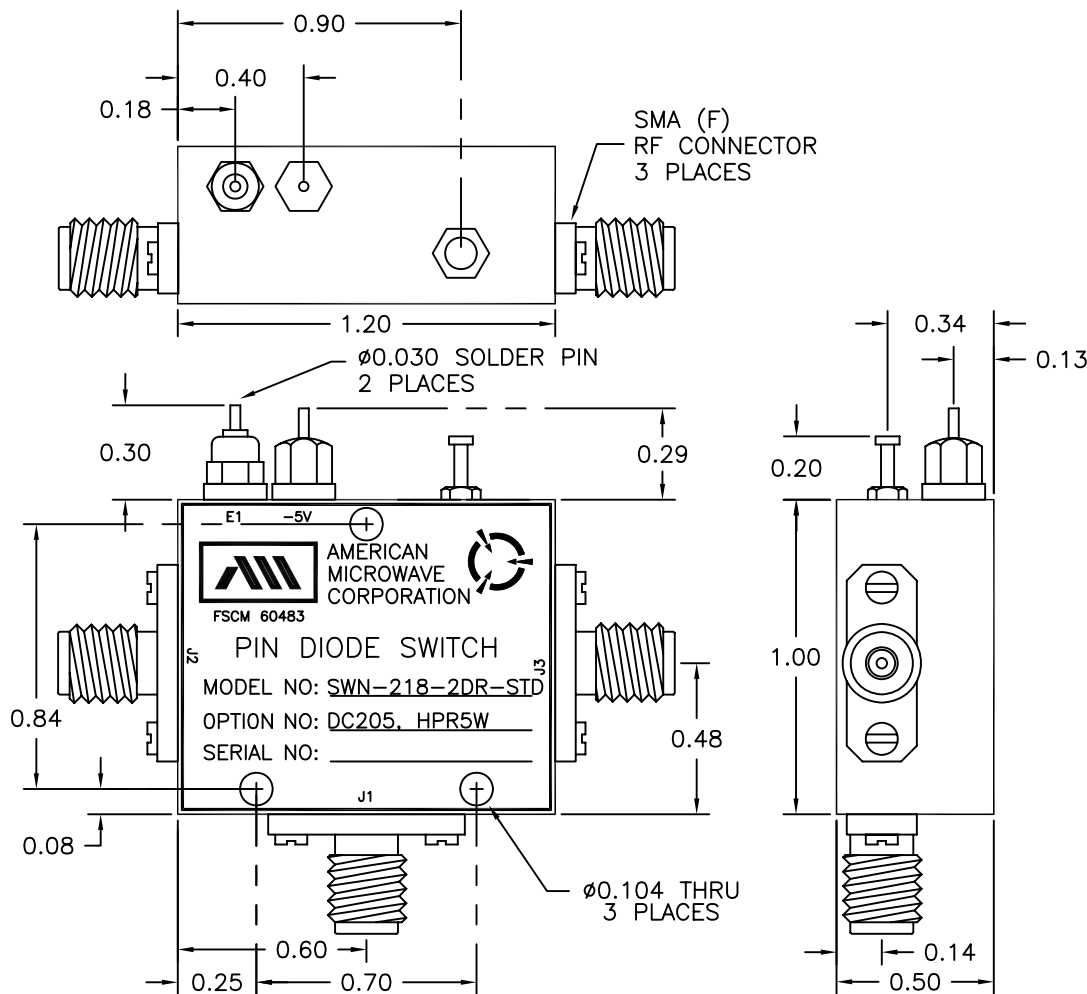 0.90
0.40
0.18
SMA (F)
RF CONNECTOR
3 PLACES
1.20
0.34
0.13
Ø0.030 SOLDER PIN
2 PLACES
0.30
0.29
0.20
E1
-5V
AMERICAN
MICROWAVE
CORPORATION
FSCM 60483
J2
PIN DIODE SWITCH
J3
MODEL NO: SWN-218-2DR-STD
OPTION NO: DC205, HPR5W
SERIAL NO:
J1
0.84
0.08
0.48
1.00
Ø0.104 THRU
3 PLACES
0.60
0.25
0.70
0.14
0.50